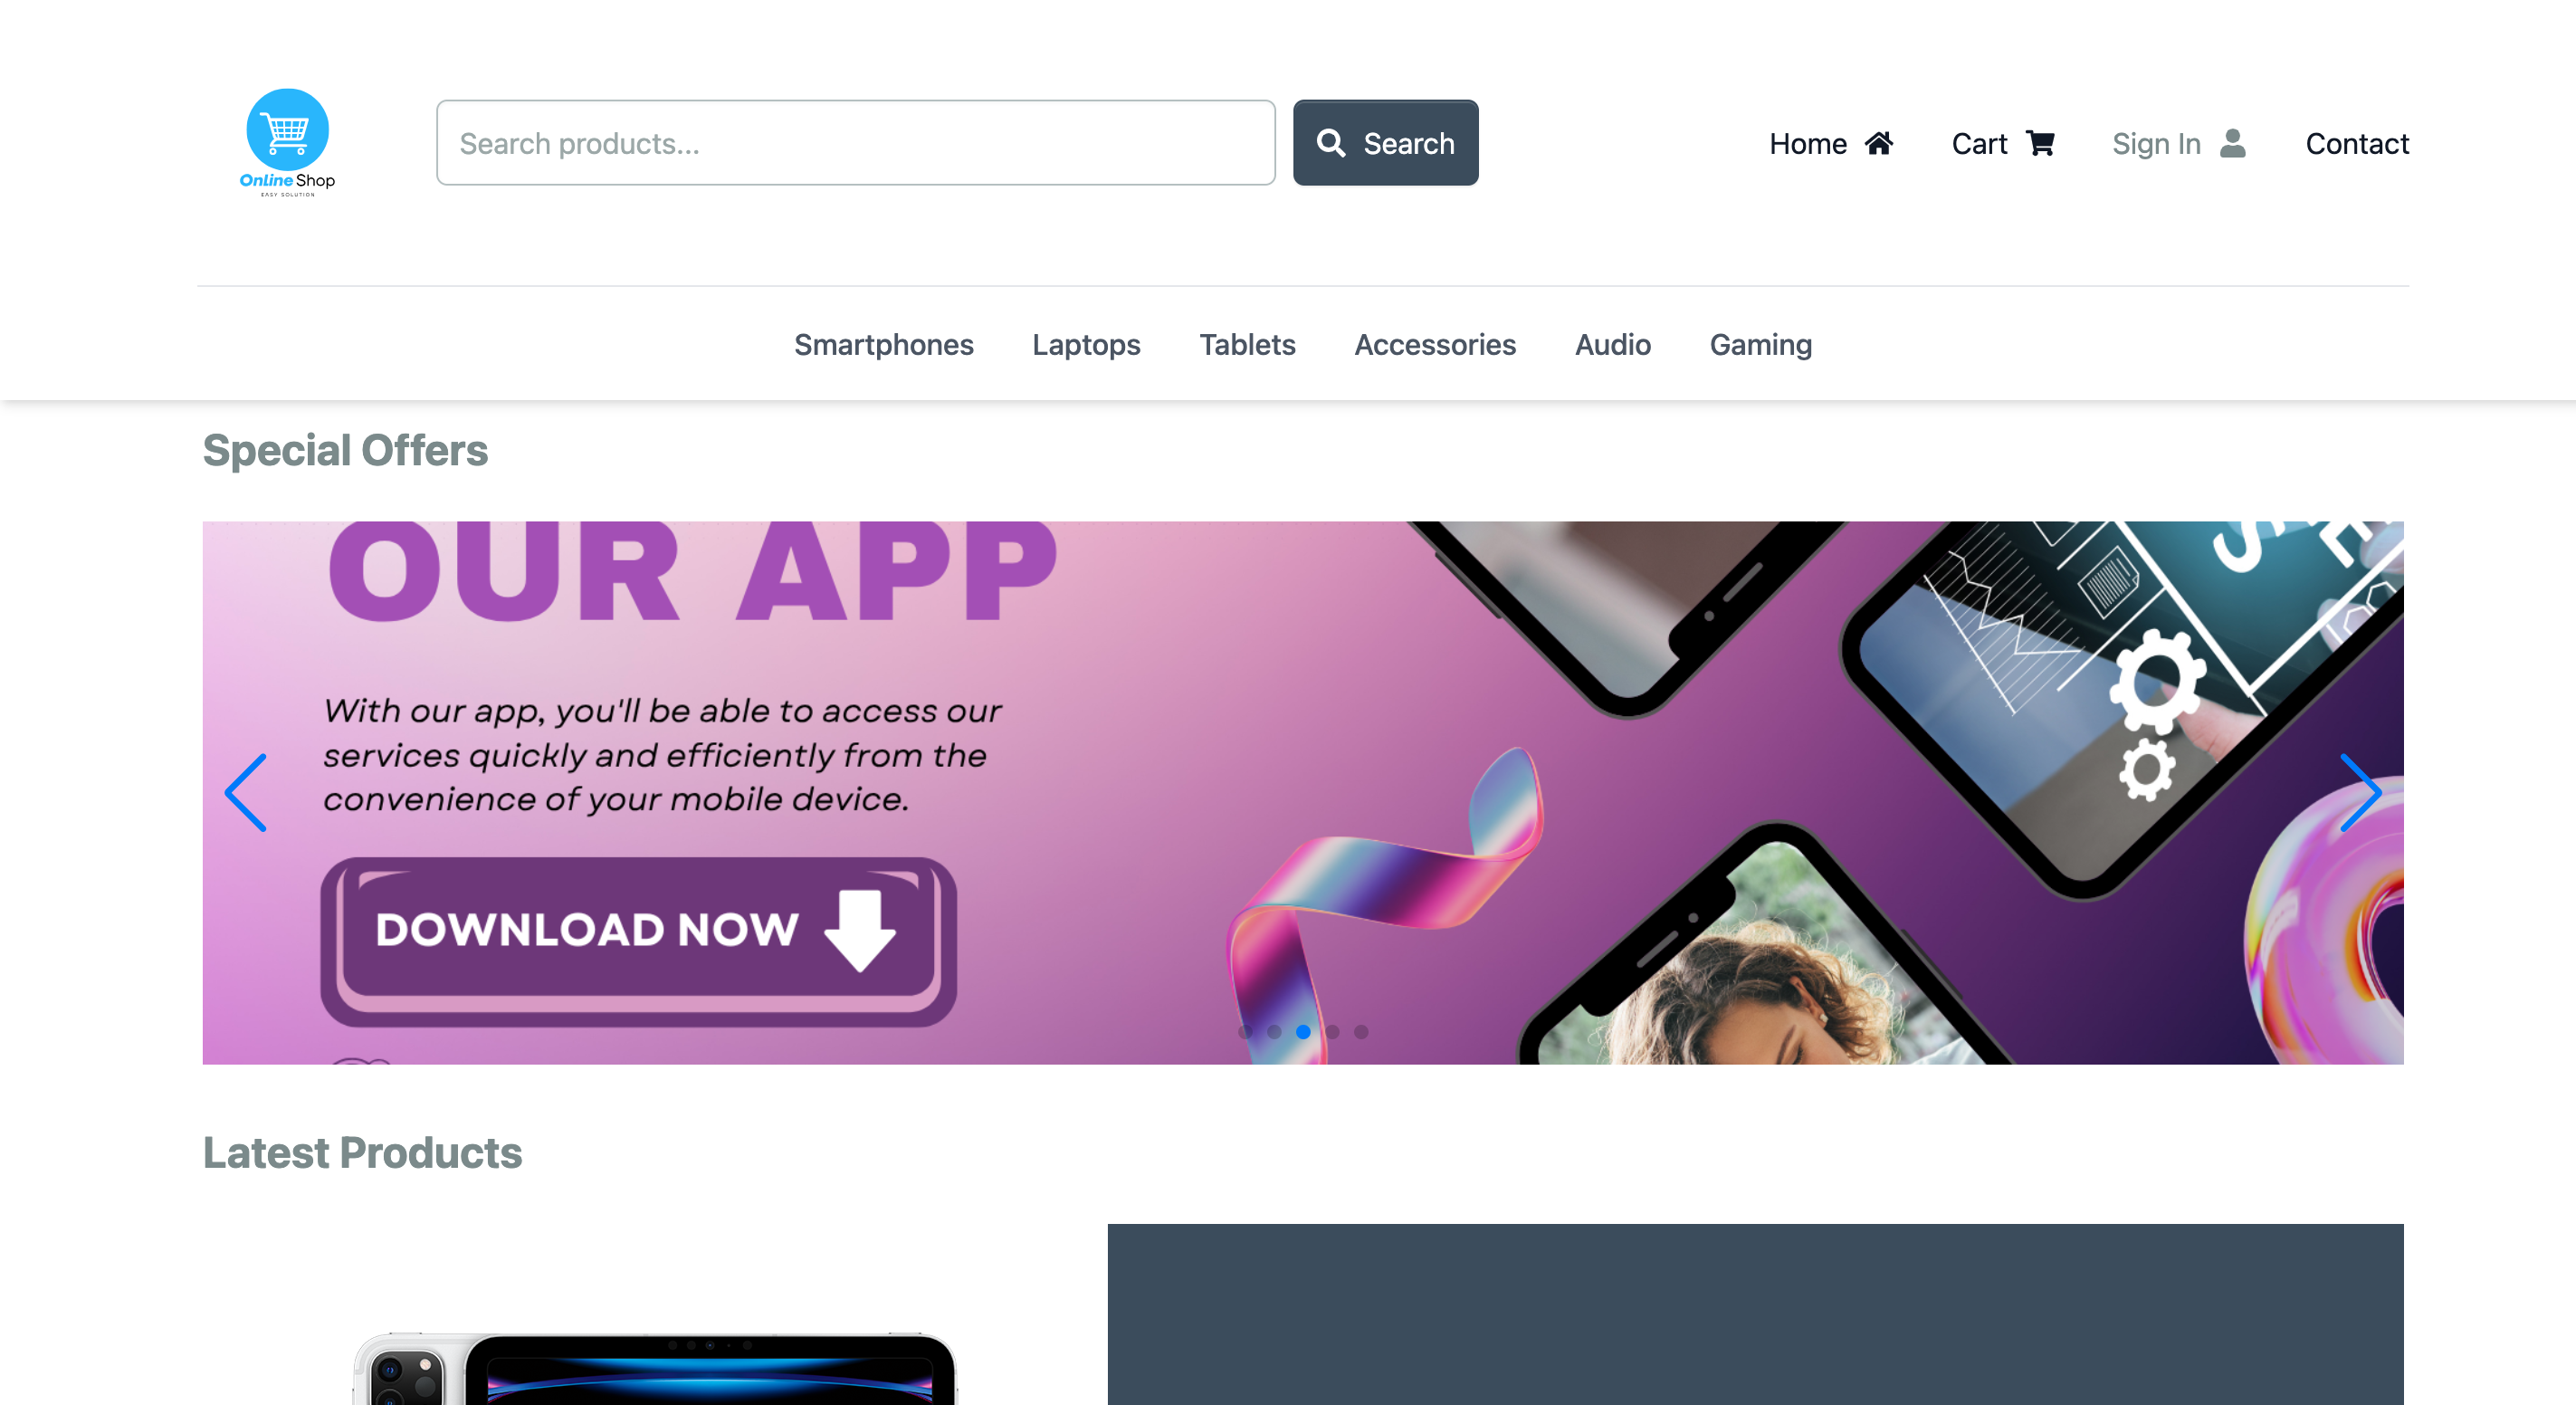 Online Shop
EASY SOLUTION
Search products...
Search
Home
Cart
Sign In
Contact
Smartphones
Laptops
Tablets
Accessories
Audio
Gaming
Special Offers
OUR APP
With our app, you'll be able to access our
services quickly and efficiently from the
convenience of your mobile device.
DOWNLOAD NOW
Latest Products